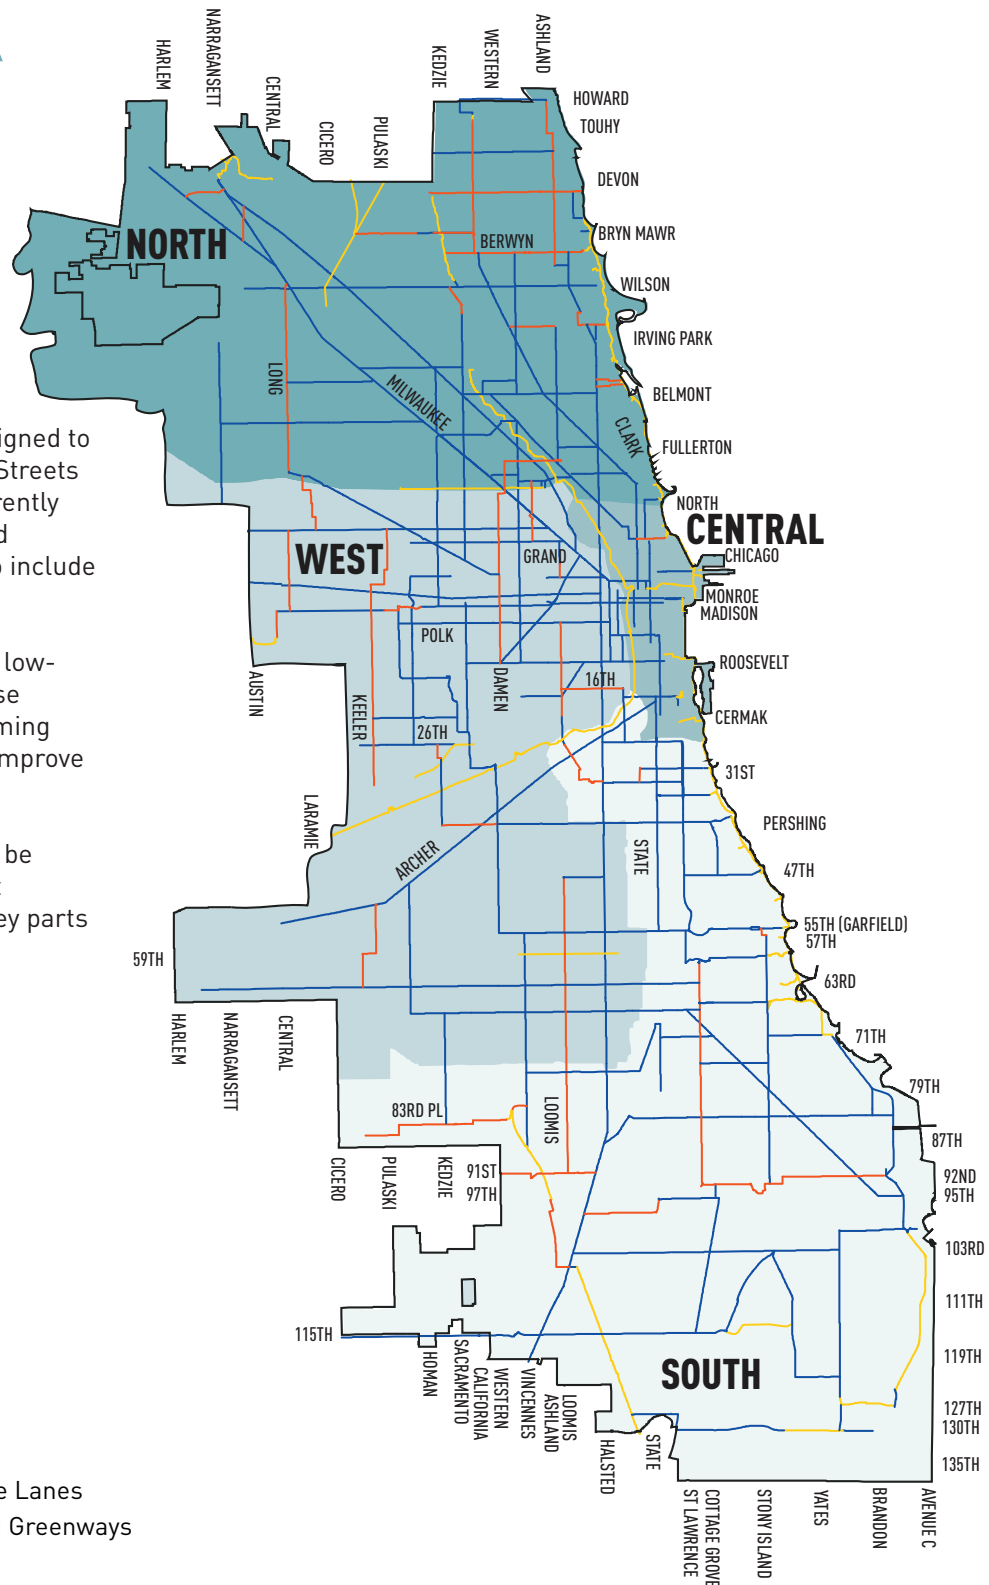 HARLEM
NARRAGANSETT
CENTRAL
CICERO
PULASKI
KEDZIE
WESTERN
ASHLAND
HOWARD
TOUHY
DEVON
BRYN MAWR
NORTH
BERWYN
WILSON
IRVING PARK
LONG
MILWAUKEE
BELMONT
CLARK
igned to
FULLERTON
Streets
rently
NORTH
CENTRAL
WEST
GRAND
CHICAGO
include
MONROE
MADISON
POLK
low-
ROOSEVELT
se
AUSTIN
KEELER
DAMEN
16TH
ming
CERMAK
26TH
mprove
31ST
LARAMIE
PERSHING
be
ARCHER
STATE
47TH
ey parts
55TH (GARFIELD)
57TH
59TH
63RD
HARLEM
NARRAGANSETT
CENTRAL
71TH
79TH
83RD PL
LOOMIS
87TH
CICERO
PULASKI
KEDZIE
91ST
97TH
92ND
95TH
103RD
111TH
115TH
HOMAN
SACRAMENTO
CALIFORNIA
WESTERN
VINCENNES
LOOMIS
ASHLAND
HALSTED
STATE
SOUTH
119TH
127TH
130TH
135TH
e Lanes
Greenways
ST LAWRENCE
COTTAGE GROVE
STONY ISLAND
YATES
BRANDON
AVENUE C